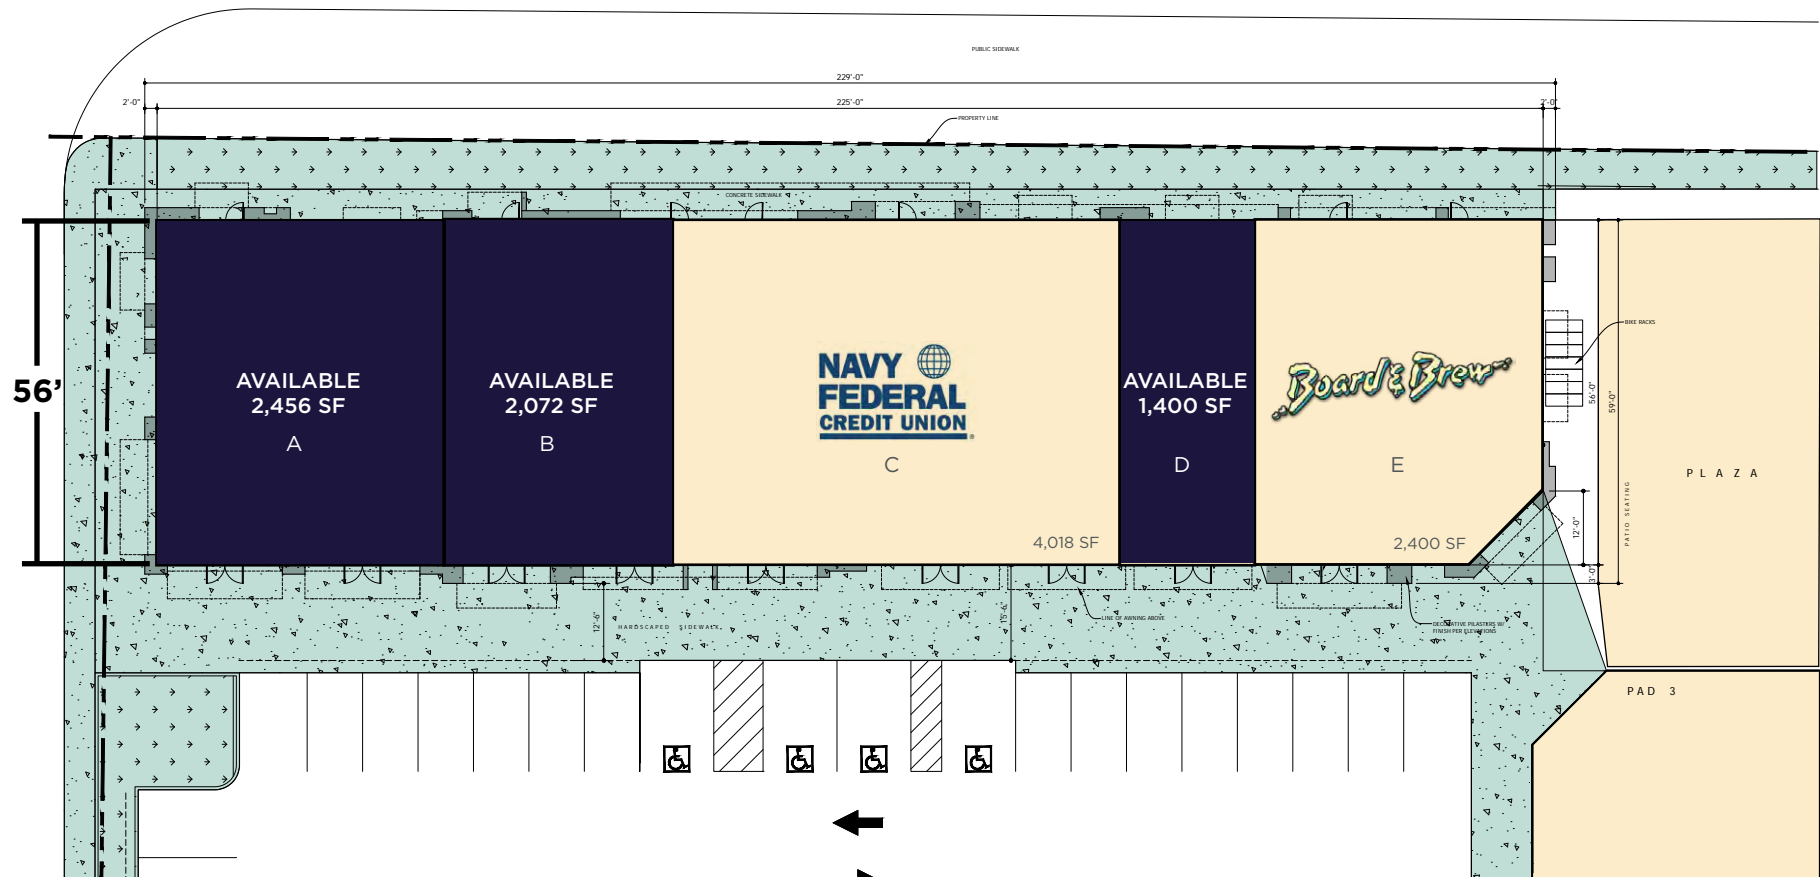 PUBLIC SIDEWALK
229'-0"
2'-0"
225'-0"
2'-0"
PROPERTY LINE
CONCRETE SIDEWALK
56’
AVAILABLE
2,456 SF
A
AVAILABLE
2,072 SF
B
NAVY
FEDERAL
CREDIT UNION
®
C
4,018 SF
AVAILABLE
1,400 SF
D
Board & Brew
E
2,400 SF
BIKE RACKS
56'-0"
59'-0"
PLAZA
PATIO SEATING
12'-0"
3'-0"
12'-6"
HARDSCAPED SIDEWALK
15'-6"
LINE OF AWNING ABOVE
DECORATIVE PILASTERS W/
FINISH PER ELEVATIONS
PAD 3